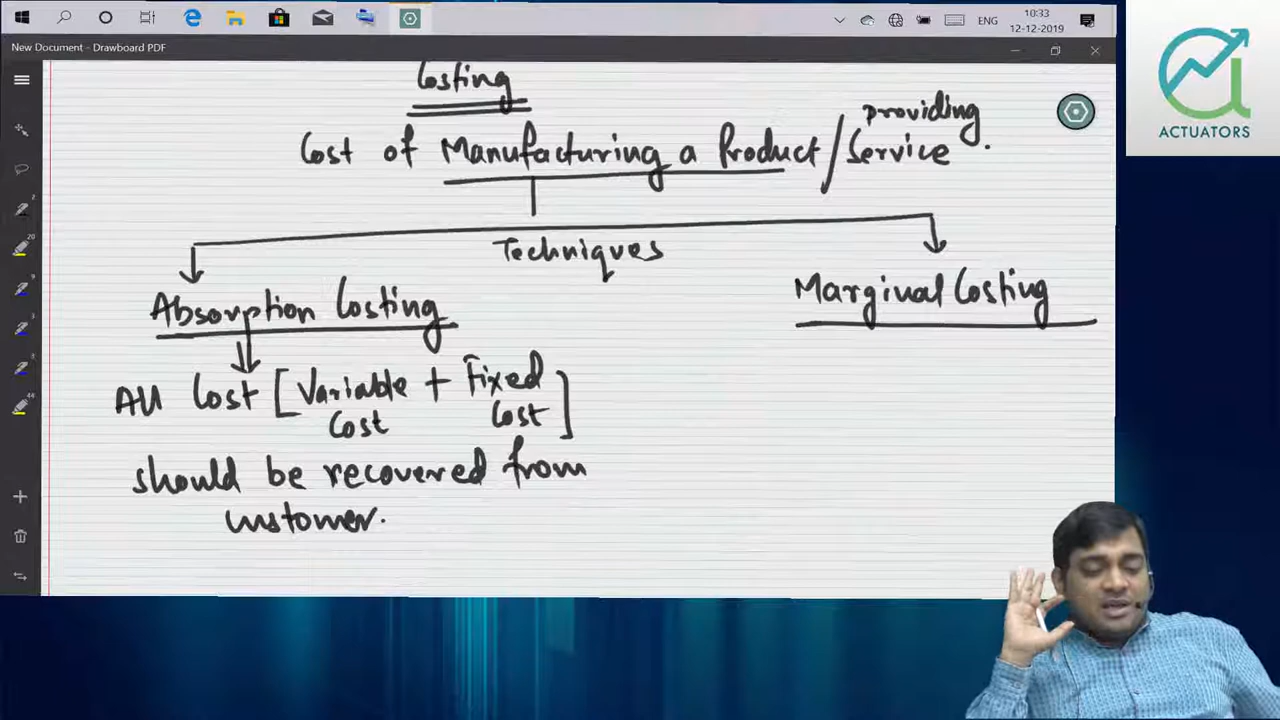 ENG
10:33
12-12-2019
New Document - Drawboard PDF
Costing
Cost of Manufacturing a Product / providing Service.
Techniques
Absorption Costing
Marginal Costing
All Cost [Variable Cost + Fixed Cost]
should be recovered from
customer.
ACTUATORS